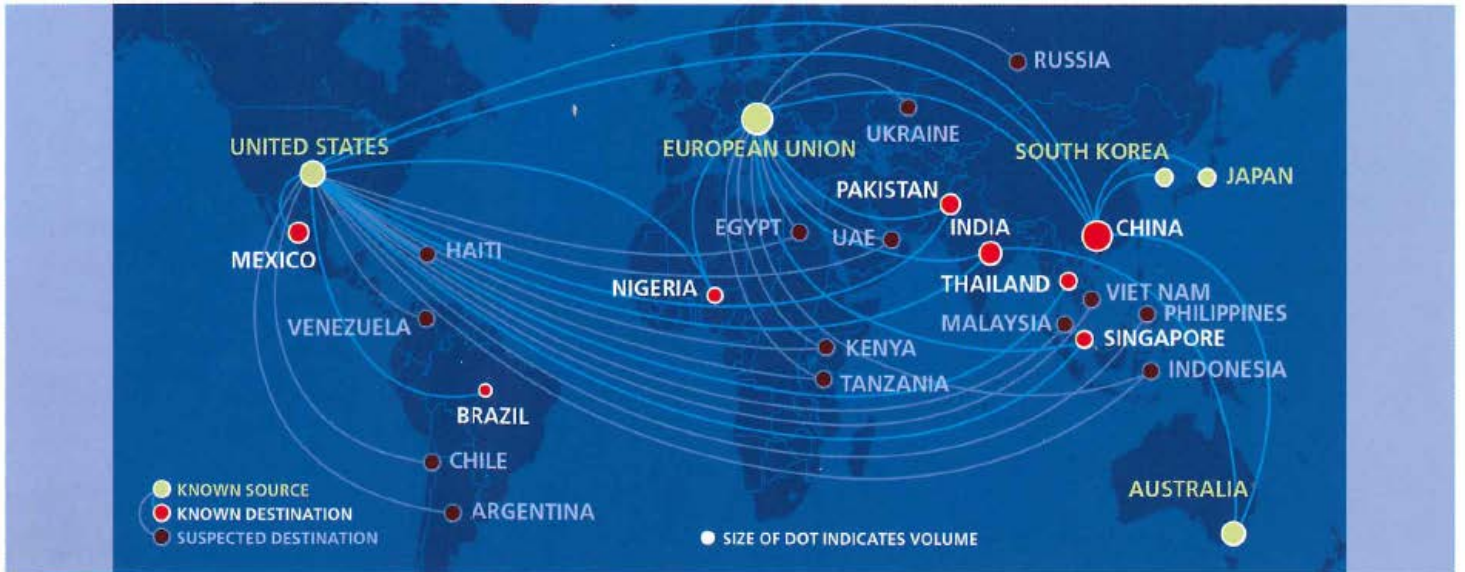 RUSSIA
UKRAINE
UNITED STATES
EUROPEAN UNION
SOUTH KOREA
JAPAN
PAKISTAN
EGYPT
UAE
INDIA
CHINA
MEXICO
HAITI
NIGERIA
THAILAND
VIET NAM
PHILIPPINES
VENEZUELA
MALAYSIA
SINGAPORE
KENYA
INDONESIA
TANZANIA
BRAZIL
CHILE
ARGENTINA
AUSTRALIA
KNOWN SOURCE
KNOWN DESTINATION
SUSPECTED DESTINATION
SIZE OF DOT INDICATES VOLUME